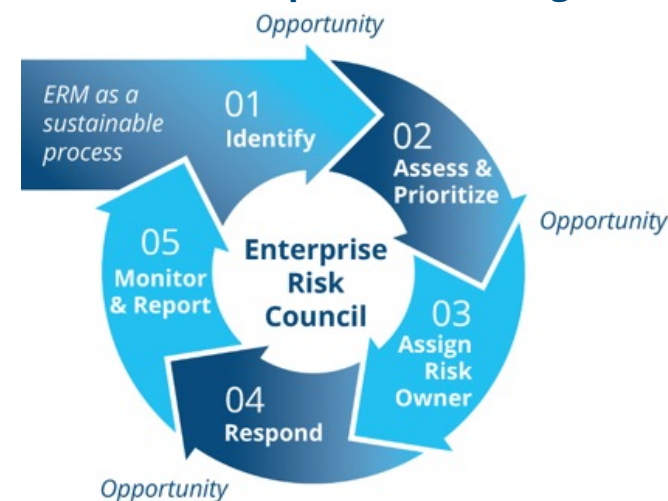 Opportunity
ERM as a
sustainable
process
01
Identify
02
Assess &
Prioritize
Opportunity
03
Assign
Risk
Owner
04
Respond
Opportunity
05
Monitor
& Report
Enterprise
Risk
Council